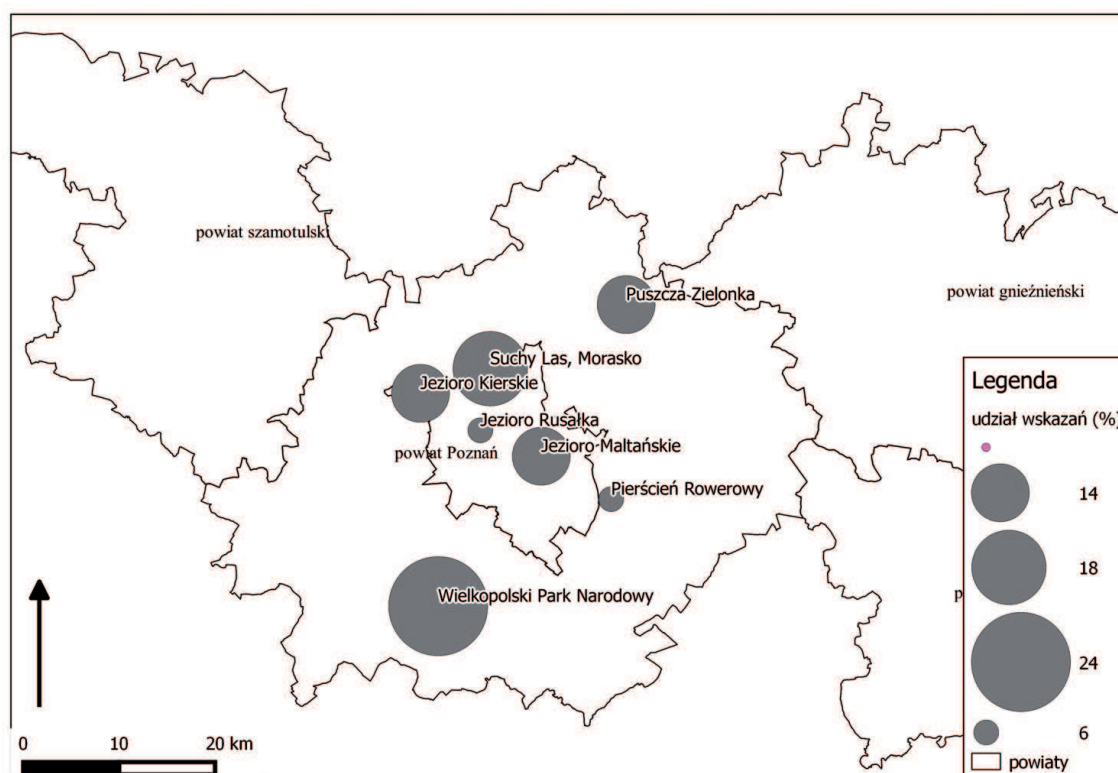 powiat szamotulski
Puszcza Zielonka
powiat gnieźnieński
Suchy Las, Morasko
Jezioro Kierskie
Jezioro Rusałka
powiat Poznań
Jezioro Maltańskie
Pierścień Rowerowy
Wielkopolski Park Narodowy
Legenda
udział wskazań (%)
14
18
24
6
powiaty
0 10 20 km